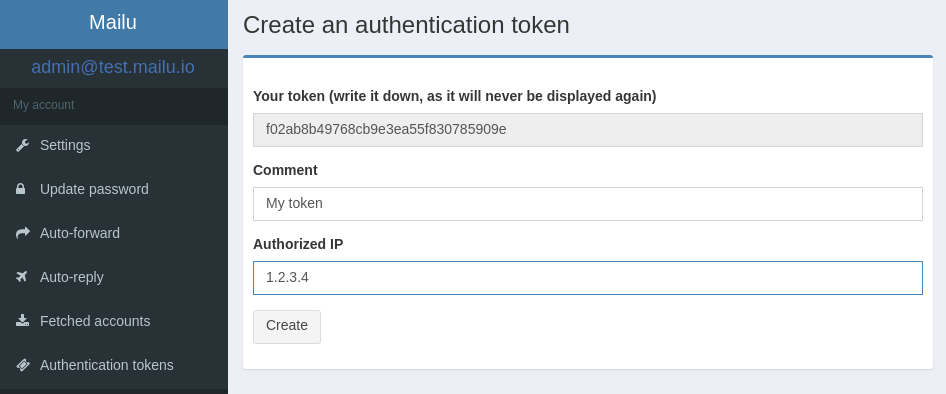 Mailu
admin@test.mailu.io
My account
Settings
Update password
Auto-forward
Auto-reply
Fetched accounts
Authentication tokens
Create an authentication token
Your token (write it down, as it will never be displayed again)
f02ab8b49768cb9e3ea55f830785909e
Comment
My token
Authorized IP
1.2.3.4
Create